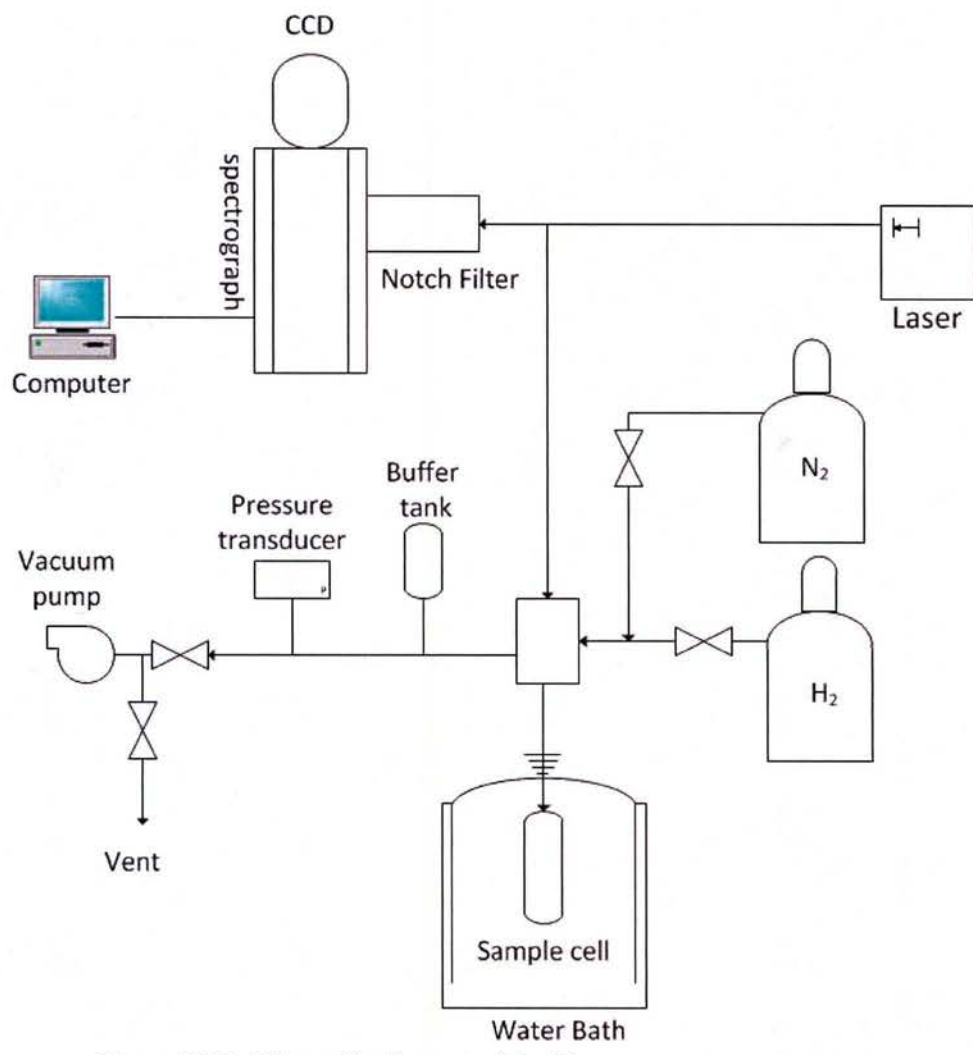 CCD
spectrograph
Notch Filter
Laser
Computer
N₂
Buffer
tank
Pressure
transducer
P
Vacuum
pump
H₂
Vent
Sample cell
Water Bath